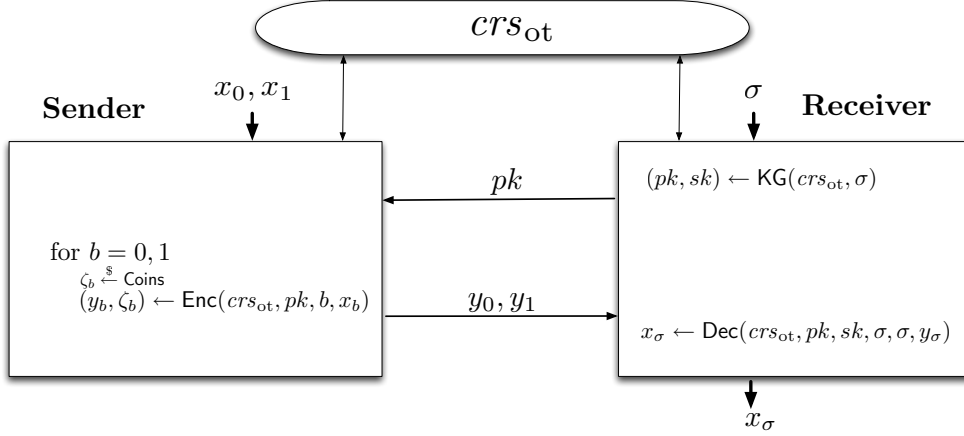 crs_ot
x_0, x_1
σ
Sender
Receiver
(pk, sk) ← KG(crs_ot, σ)
pk
for b = 0, 1
ζ_b ←$ Coins
(y_b, ζ_b) ← Enc(crs_ot, pk, b, x_b)
y_0, y_1
x_σ ← Dec(crs_ot, pk, sk, σ, σ, y_σ)
x_σ